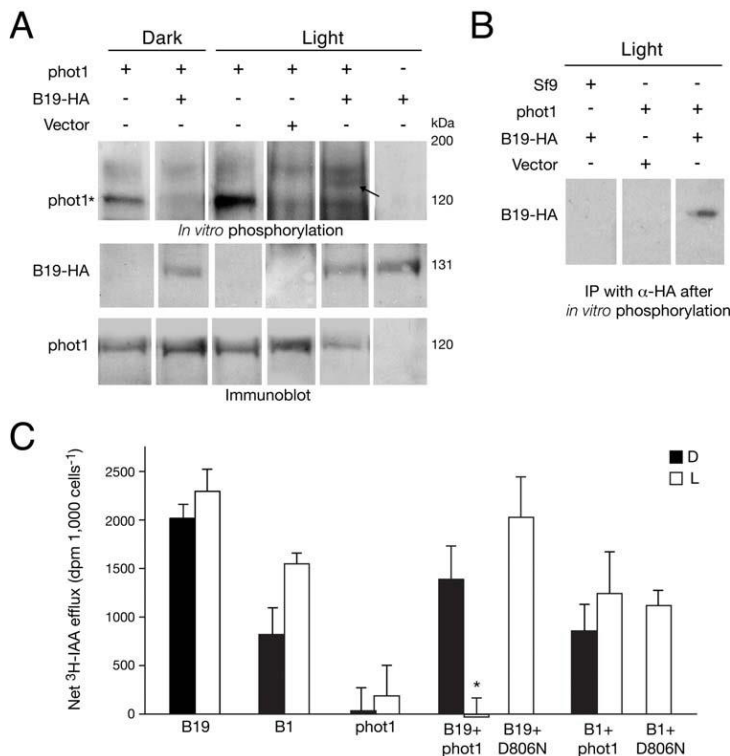 A
Dark Light
phot1 + + + + + -
B19-HA - + - - + +
Vector - - - + - -
kDa
200
phot1* 120
In vitro phosphorylation
B19-HA 131
phot1 120
Immunoblot
B
Light
Sf9 + - -
phot1 - + +
B19-HA + - +
Vector - + -
B19-HA
IP with α-HA after
in vitro phosphorylation
C
D
L
Net ³H-IAA efflux (dpm 1,000 cells⁻¹)
2500
2000
1500
1000
500
0
*
B19 B1 phot1 B19+ B19+ B1+ B1+
phot1 D806N phot1 D806N